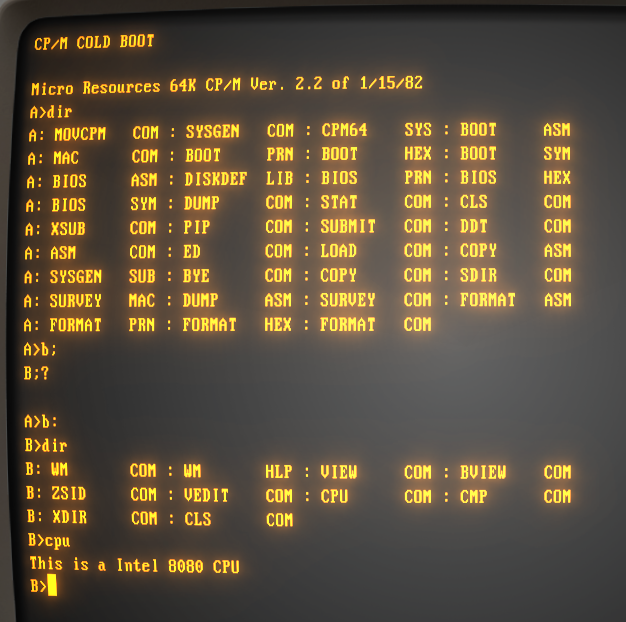 CP/M COLD BOOT
Micro Resources 64K CP/M Ver. 2.2 of 1/15/82
A>dir
A: MOVCPM   COM : SYSGEN   COM : CPM64    SYS : BOOT     ASM
A: MAC      COM : BOOT     PRN : BOOT     HEX : BOOT     SYM
A: BIOS     ASM : DISKDEF  LIB : BIOS     PRN : BIOS     HEX
A: BIOS     SYM : DUMP     COM : STAT     COM : CLS      COM
A: XSUB     COM : PIP      COM : SUBMIT   COM : DDT      COM
A: ASM      COM : ED       COM : LOAD     COM : COPY     ASM
A: SYSGEN   SUB : BYE      COM : COPY     COM : SDIR     COM
A: SURVEY   MAC : DUMP     ASM : SURVEY   COM : FORMAT   ASM
A: FORMAT   PRN : FORMAT   HEX : FORMAT   COM
A>b;
B;?
A>b:
B>dir
B: WM       COM : WM       HLP : VIEW     COM : BVIEW    COM
B: ZSID     COM : VEDIT    COM : CPU      COM : CMP      COM
B: XDIR     COM : CLS      COM
B>cpu
This is a Intel 8080 CPU
B>